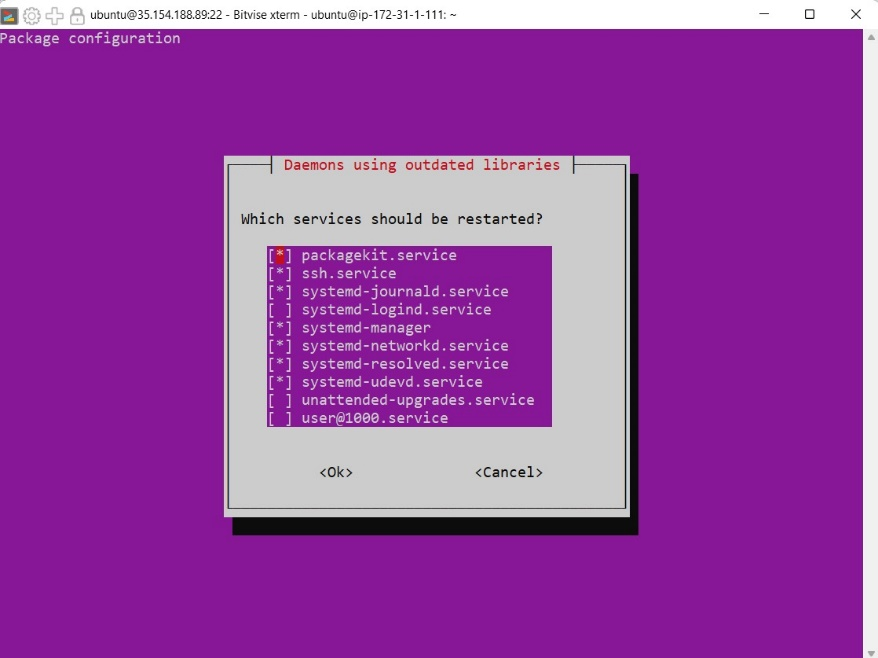 ubuntu@35.154.188.89:22 - Bitvise xterm - ubuntu@ip-172-31-1-111: ~
Package configuration
Daemons using outdated libraries
Which services should be restarted?
[*] packagekit.service
[*] ssh.service
[*] systemd-journald.service
[ ] systemd-logind.service
[*] systemd-manager
[*] systemd-networkd.service
[*] systemd-resolved.service
[*] systemd-udevd.service
[ ] unattended-upgrades.service
[ ] user@1000.service
<Ok> <Cancel>